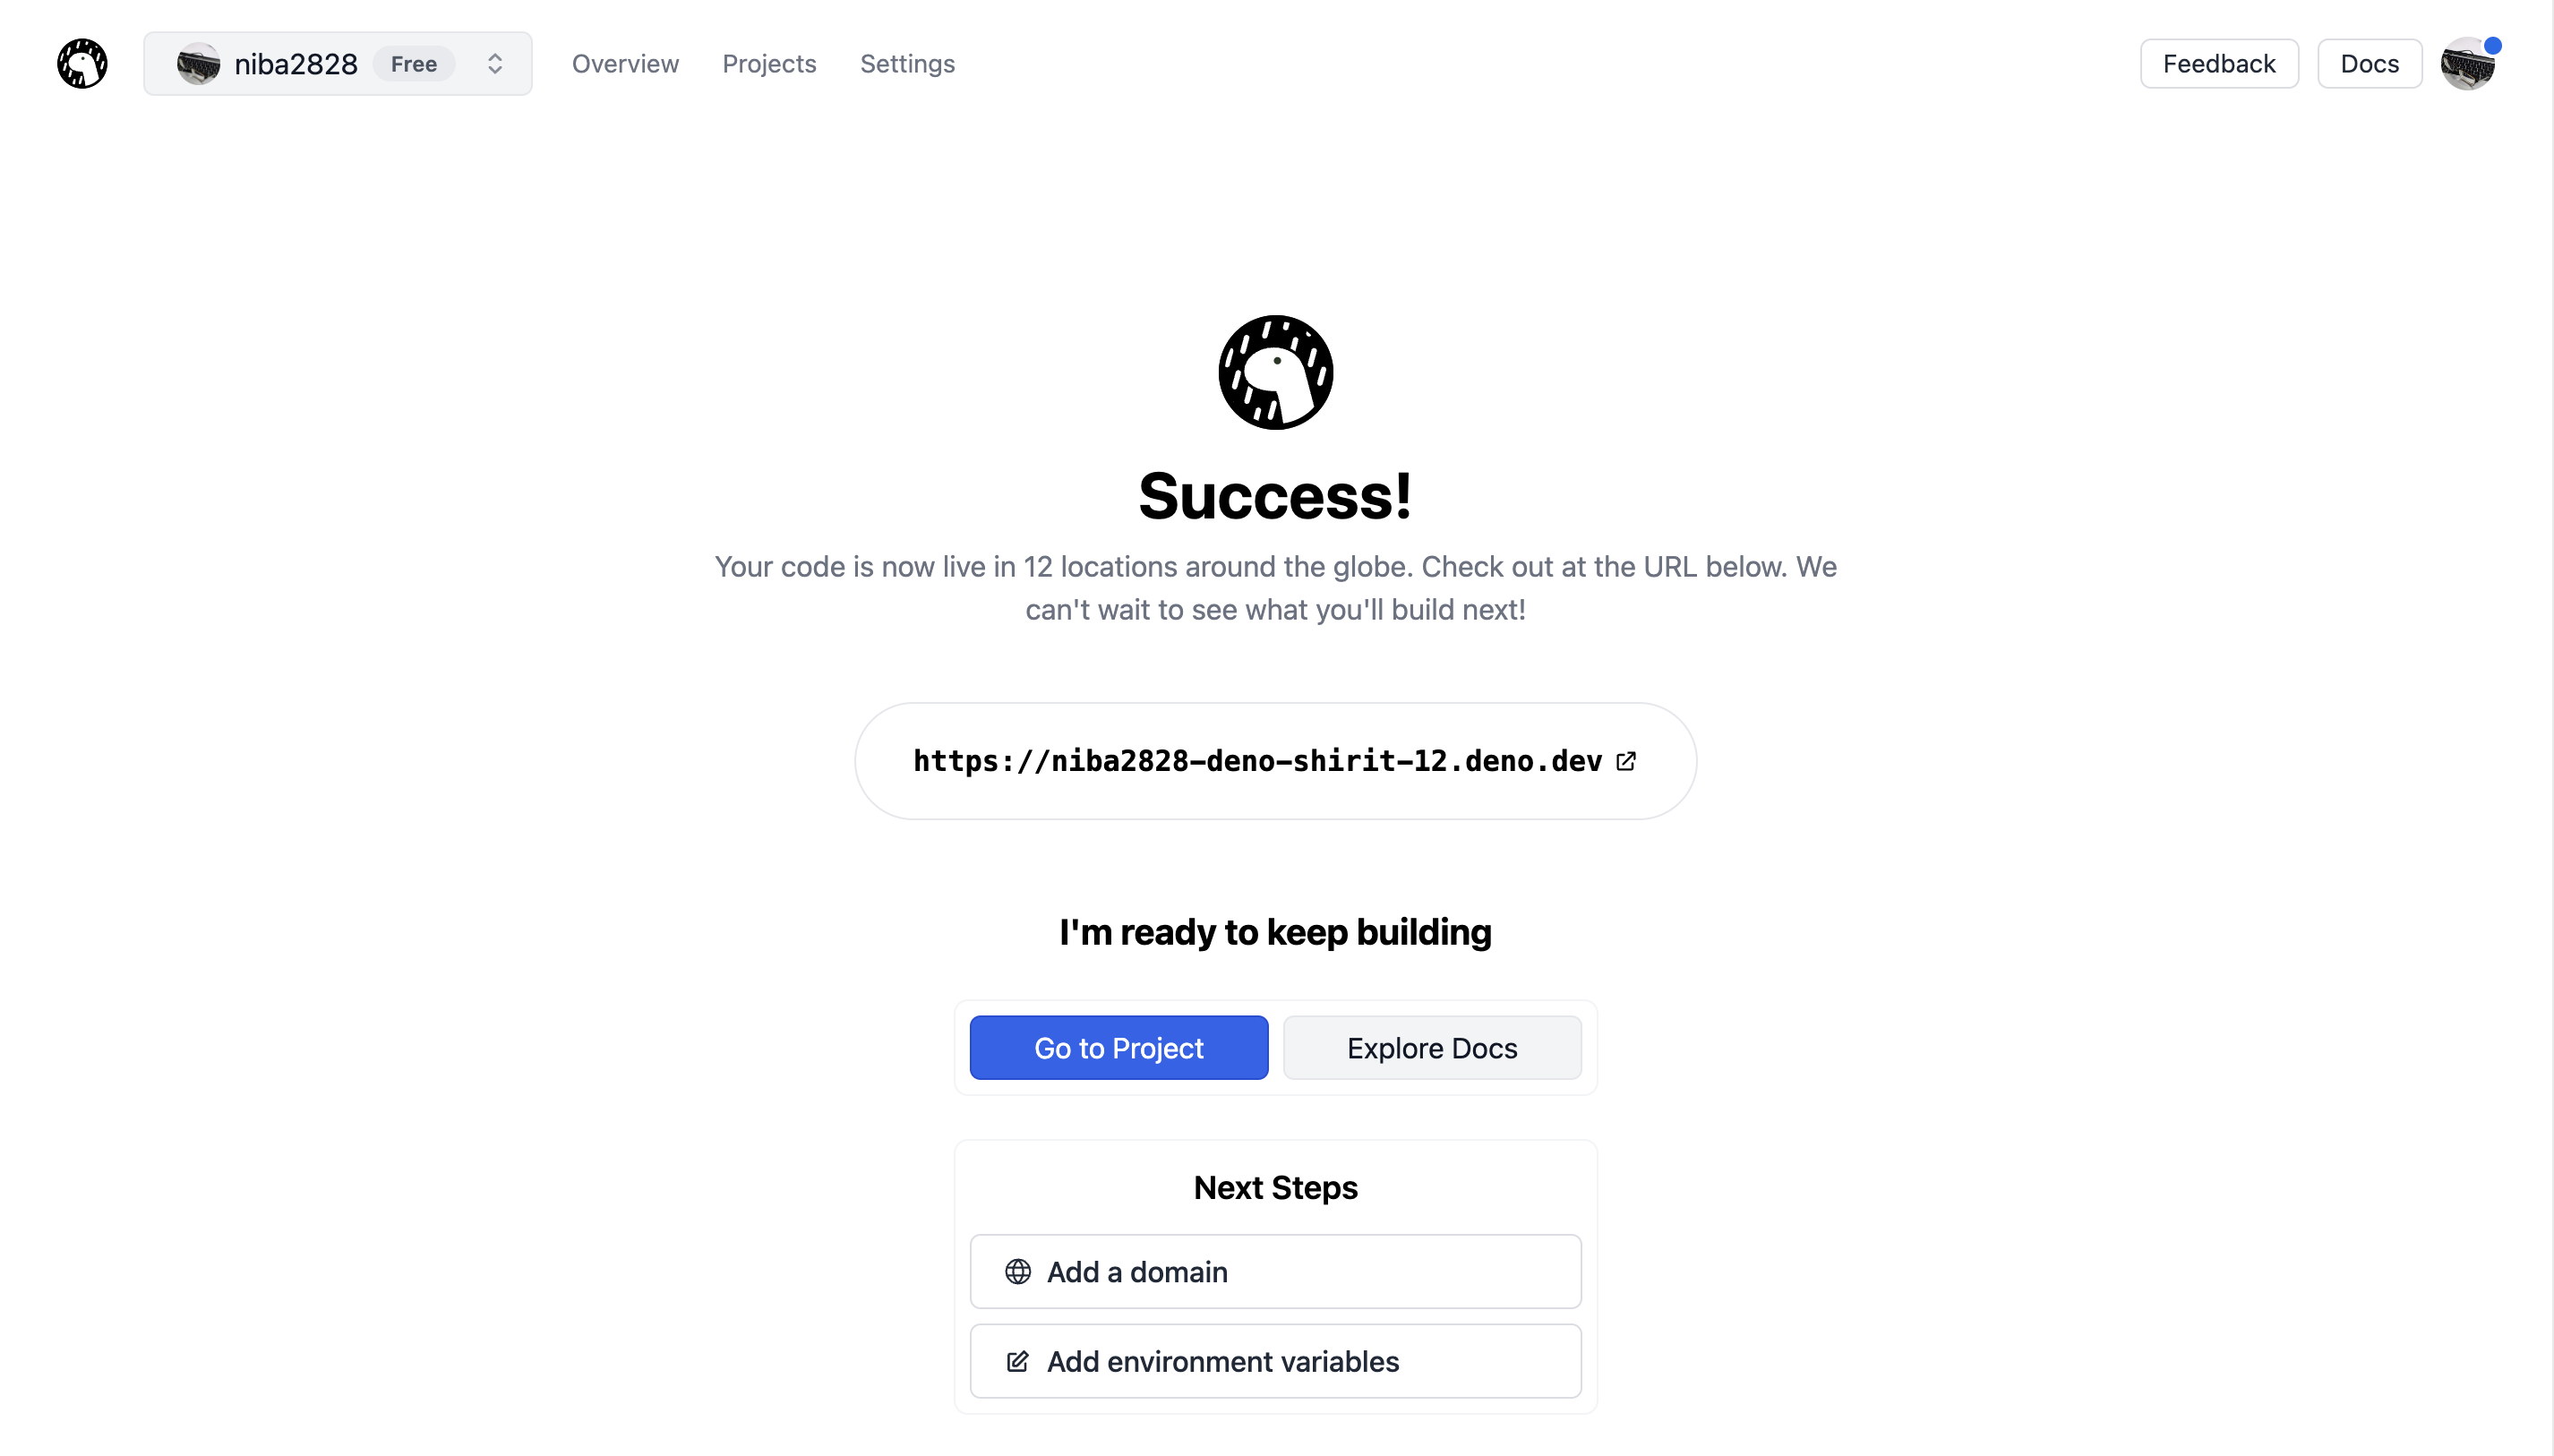 niba2828 Free Overview Projects Settings Feedback Docs
Success!
Your code is now live in 12 locations around the globe. Check out at the URL below. We
can't wait to see what you'll build next!
https://niba2828-deno-shirit-12.deno.dev
I'm ready to keep building
Go to Project Explore Docs
Next Steps
Add a domain
Add environment variables